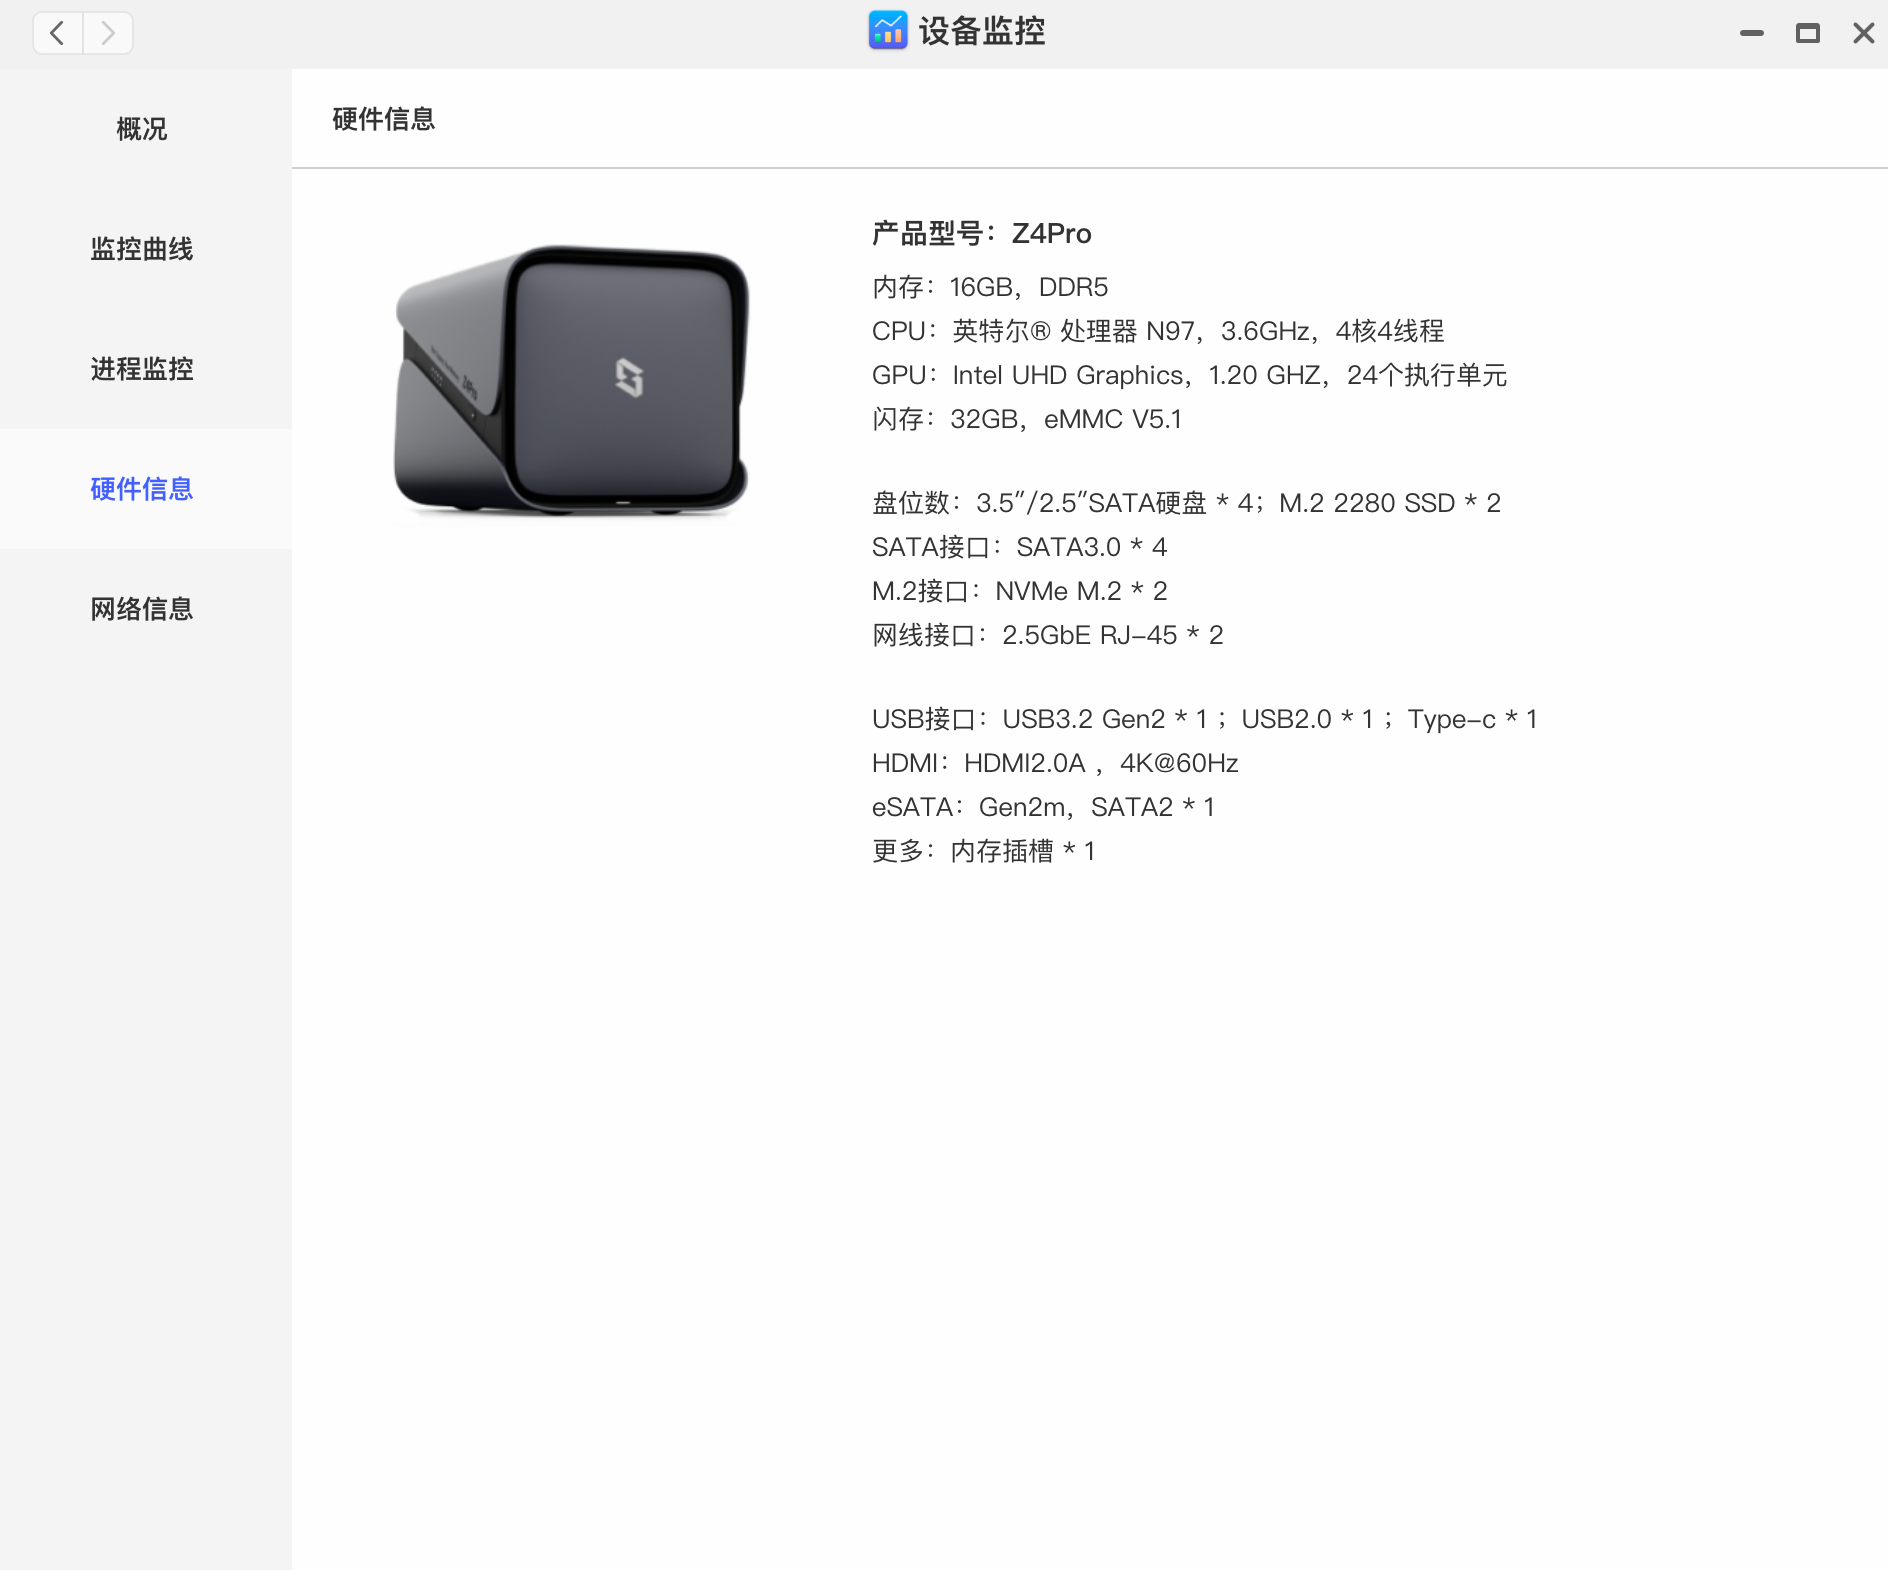 设备监控
概况
监控曲线
进程监控
硬件信息
网络信息
硬件信息
Z4Pro
产品型号：Z4Pro
内存：16GB，DDR5
CPU：英特尔® 处理器 N97，3.6GHz，4核4线程
GPU：Intel UHD Graphics，1.20 GHZ，24个执行单元
闪存：32GB，eMMC V5.1
盘位数：3.5″/2.5″SATA硬盘 * 4；M.2 2280 SSD * 2
SATA接口：SATA3.0 * 4
M.2接口：NVMe M.2 * 2
网线接口：2.5GbE RJ-45 * 2
USB接口：USB3.2 Gen2 * 1；USB2.0 * 1；Type-c * 1
HDMI：HDMI2.0A ，4K@60Hz
eSATA：Gen2m，SATA2 * 1
更多：内存插槽 * 1